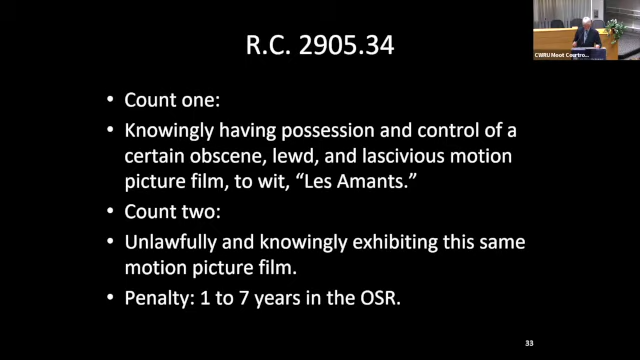 R.C. 2905.34
CWRU Moot Courtro...
• Count one:
• Knowingly having possession and control of a
certain obscene, lewd, and lascivious motion
picture film, to wit, “Les Amants.”
• Count two:
• Unlawfully and knowingly exhibiting this same
motion picture film.
• Penalty: 1 to 7 years in the OSR.
33